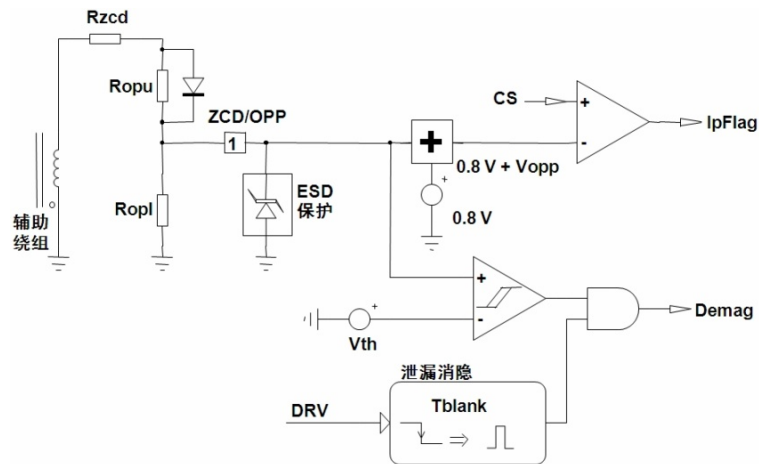 Rzcd
Ropu
ZCD/OPP
1
CS
+
-
IpFlag
+
0.8 V + Vopp
+
0.8 V
ESD
保护
Ropl
辅助
绕组
+
-
+
Vth
Demag
泄漏消隐
Tblank
DRV